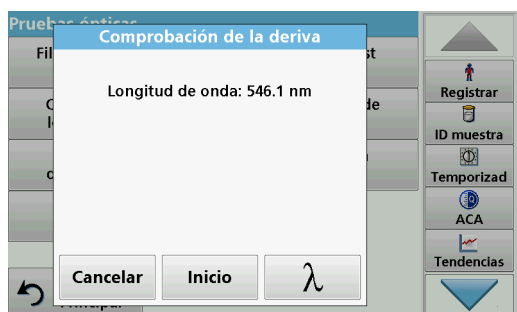 Pruebas ópticas
Comprobación de la deriva
Longitud de onda: 546.1 nm
Cancelar
Inicio
λ
Principal
Registrar
ID muestra
Temporizad
ACA
Tendencias